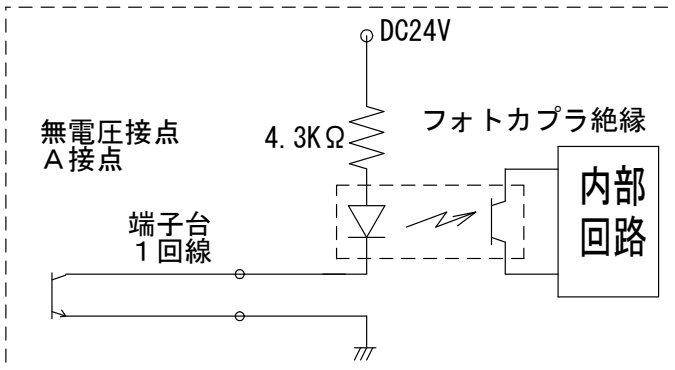 DC24V
無電圧接点
A接点
4.3KΩ
フォトカプラ絶縁
内部
回路
端子台
1回線